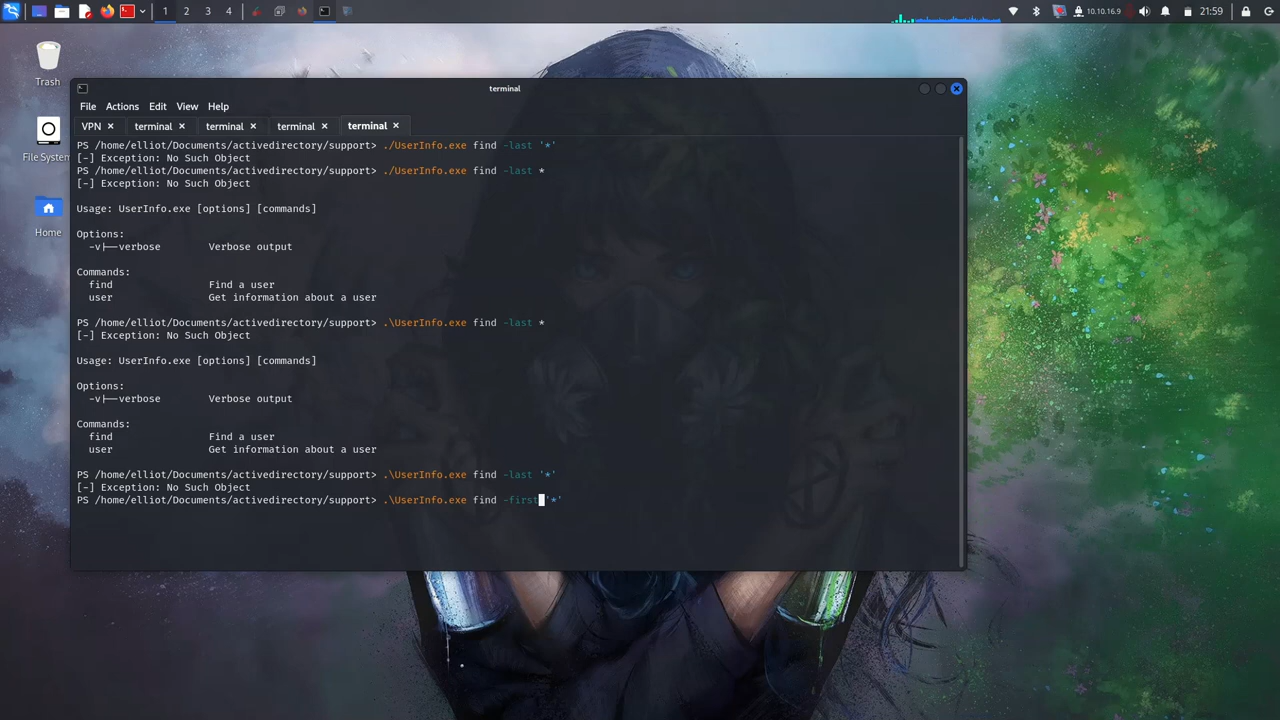 1 2 3 4 10.10.16.9 21:59
Trash
File System
Home
terminal
File Actions Edit View Help
VPN × terminal × terminal × terminal × terminal ×
PS /home/elliot/Documents/activedirectory/support> ./UserInfo.exe find -last '*'
[-] Exception: No Such Object
PS /home/elliot/Documents/activedirectory/support> ./UserInfo.exe find -last *
[-] Exception: No Such Object
Usage: UserInfo.exe [options] [commands]
Options:
-v|--verbose Verbose output
Commands:
find Find a user
user Get information about a user
PS /home/elliot/Documents/activedirectory/support> .\UserInfo.exe find -last *
[-] Exception: No Such Object
Usage: UserInfo.exe [options] [commands]
Options:
-v|--verbose Verbose output
Commands:
find Find a user
user Get information about a user
PS /home/elliot/Documents/activedirectory/support> .\UserInfo.exe find -last '*'
[-] Exception: No Such Object
PS /home/elliot/Documents/activedirectory/support> .\UserInfo.exe find -first '*'